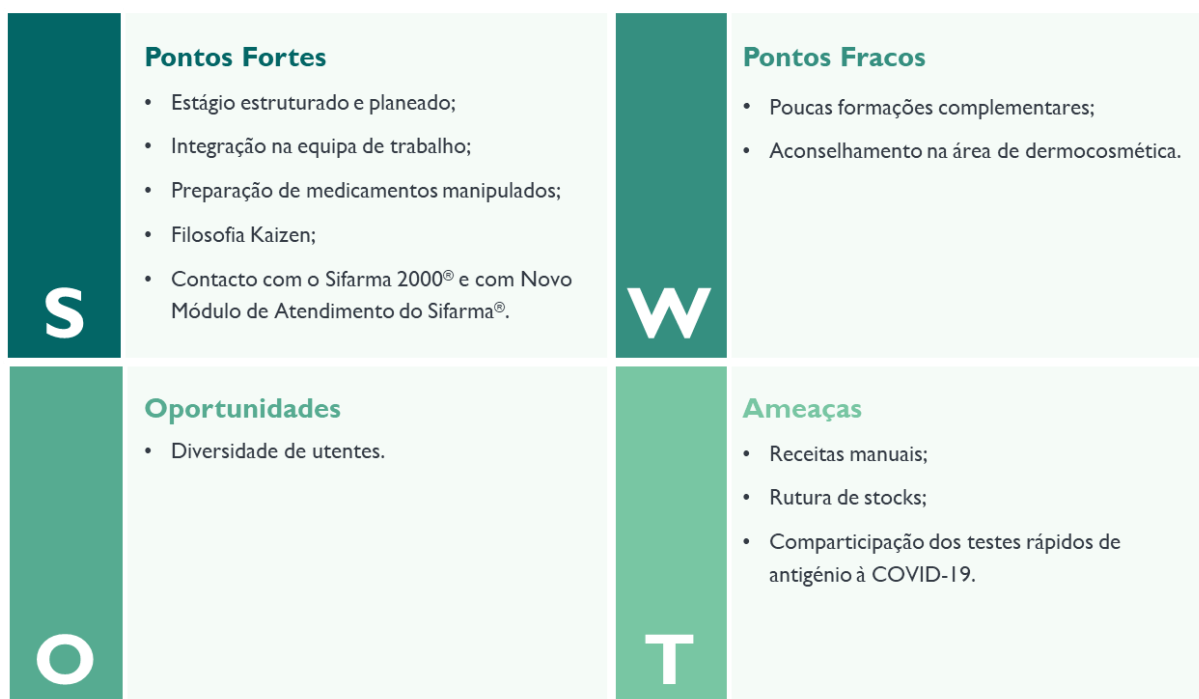 Pontos Fortes
• Estágio estruturado e planeado;
• Integração na equipa de trabalho;
• Preparação de medicamentos manipulados;
• Filosofia Kaizen;
• Contacto com o Sifarma 2000® e com Novo
Módulo de Atendimento do Sifarma®.
S
Pontos Fracos
• Poucas formações complementares;
• Aconselhamento na área de dermocosmética.
W
Oportunidades
• Diversidade de utentes.
O
Ameaças
• Receitas manuais;
• Rutura de stocks;
• Comparticipação dos testes rápidos de
antigénio à COVID-19.
T